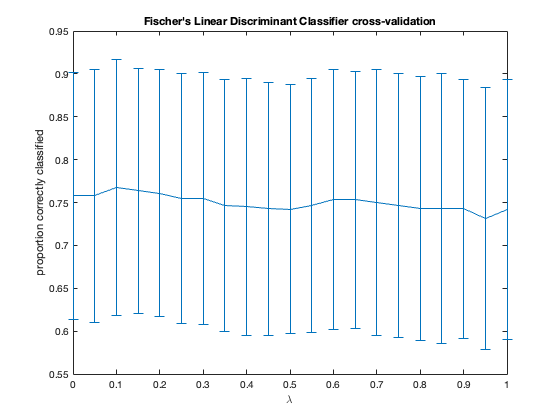 Fischer's Linear Discriminant Classifier cross-validation
proportion correctly classified
0.95
0.9
0.85
0.8
0.75
0.7
0.65
0.6
0.55
0 0.1 0.2 0.3 0.4 0.5 0.6 0.7 0.8 0.9 1
λ